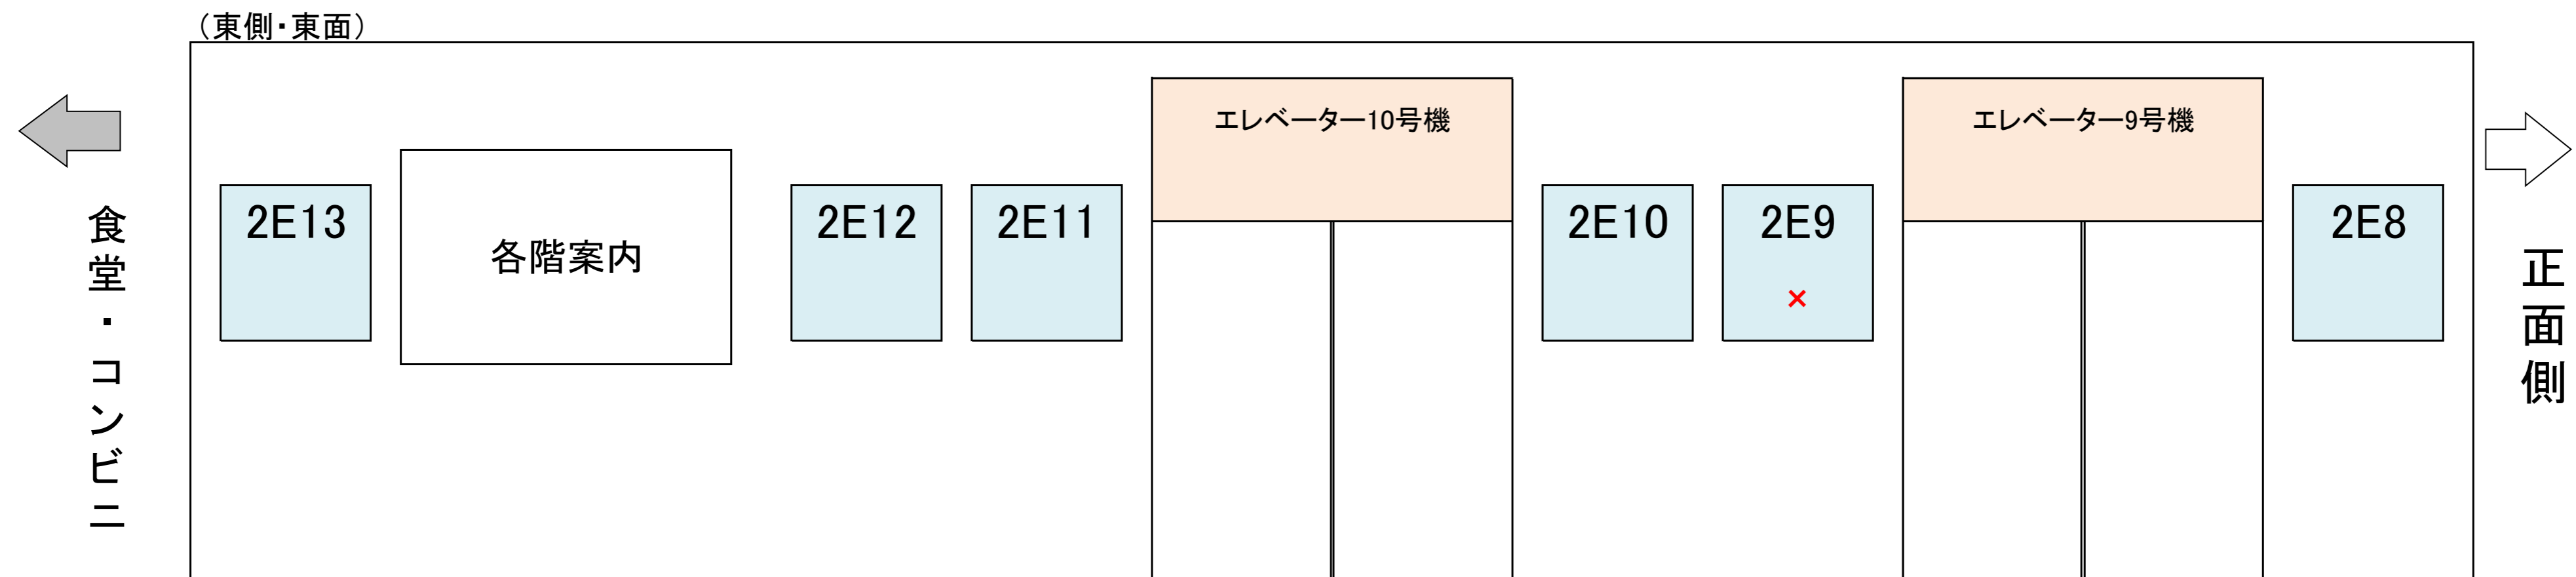 （東側・東面）
エレベーター10号機
エレベーター9号機
2E13
各階案内
2E12
2E11
2E10
2E9
×
2E8
食堂・コンビニ
正面側